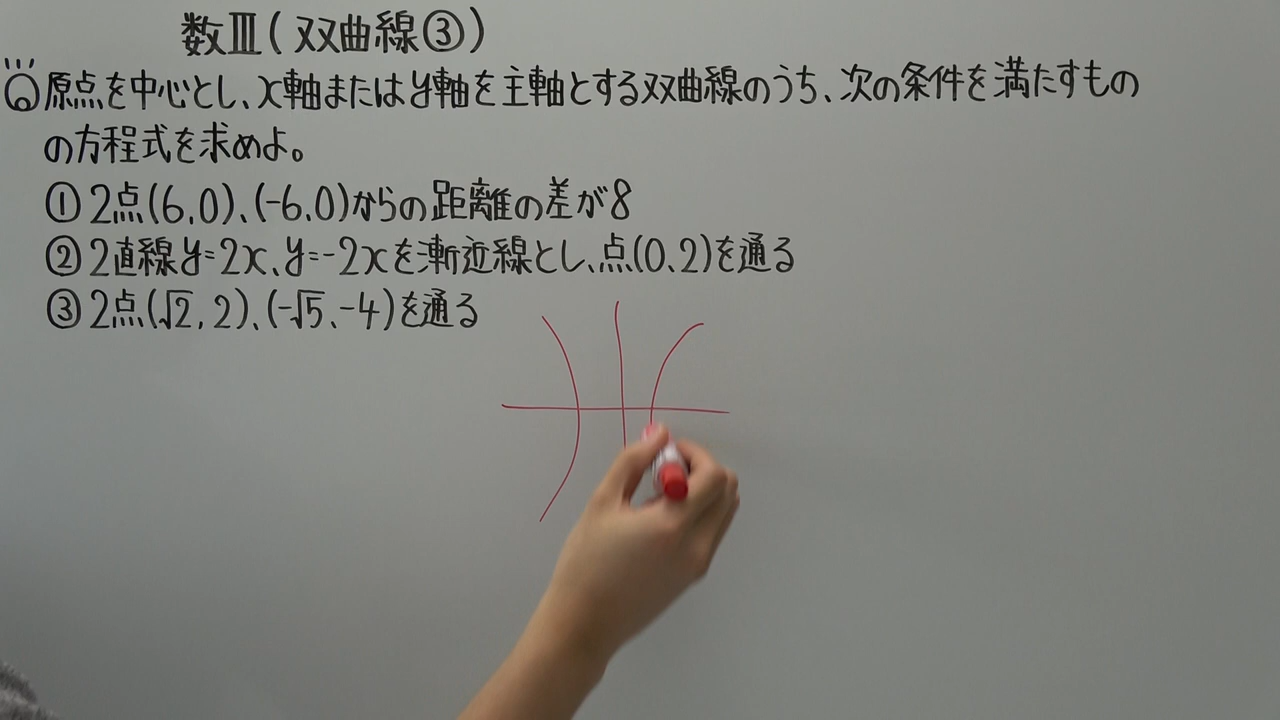 数Ⅲ(双曲線③)
Q原点を中心とし、x軸またはy軸を主軸とする双曲線のうち、次の条件を満たすもの
の方程式を求めよ。
①2点(6,0)、(-6,0)からの距離の差が8
②2直線y=2x、y=-2xを漸近線とし、点(0,2)を通る
③2点(√2,2)、(-√5,-4)を通る